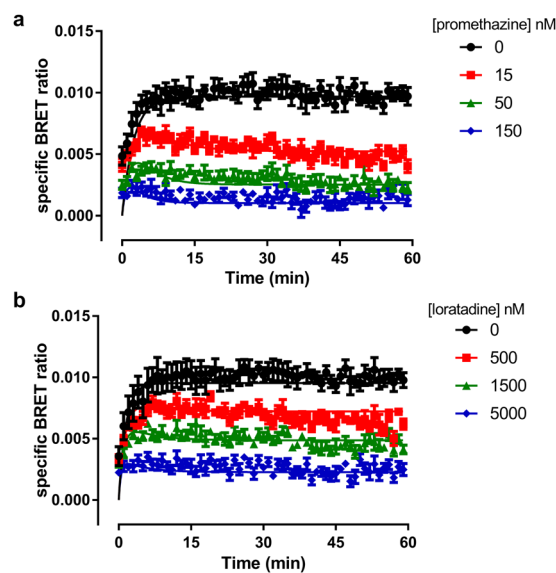 a
[promethazine] nM
0
15
50
150
specific BRET ratio
0.015
0.010
0.005
0.000
0 15 30 45 60
Time (min)
b
[loratadine] nM
0
500
1500
5000
specific BRET ratio
0.015
0.010
0.005
0.000
0 15 30 45 60
Time (min)